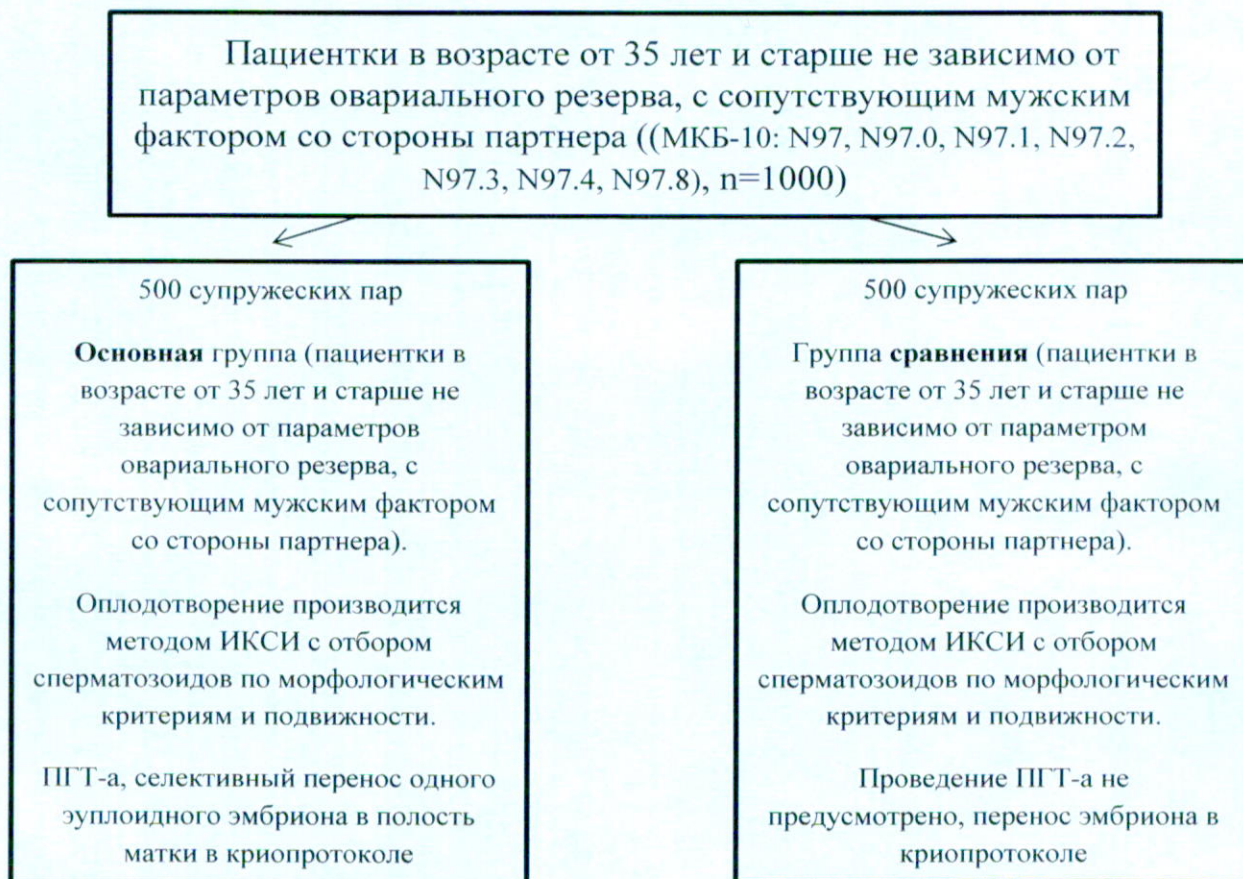 Пациентки в возрасте от 35 лет и старше не зависимо от
параметров овариального резерва, с сопутствующим мужским
фактором со стороны партнера ((МКБ-10: N97, N97.0, N97.1, N97.2,
N97.3, N97.4, N97.8), n=1000)
500 супружеских пар
Основная группа (пациентки в
возрасте от 35 лет и старше не
зависимо от параметров
овариального резерва, с
сопутствующим мужским фактором
со стороны партнера).
Оплодотворение производится
методом ИКСИ с отбором
сперматозоидов по морфологическим
критериям и подвижности.
ПГТ-а, селективный перенос одного
эуплоидного эмбриона в полость
матки в криопротоколе
500 супружеских пар
Группа сравнения (пациентки в
возрасте от 35 лет и старше не
зависимо от параметром
овариального резерва, с
сопутствующим мужским фактором
со стороны партнера).
Оплодотворение производится
методом ИКСИ с отбором
сперматозоидов по морфологическим
критериям и подвижности.
Проведение ПГТ-а не
предусмотрено, перенос эмбриона в
криопротоколе